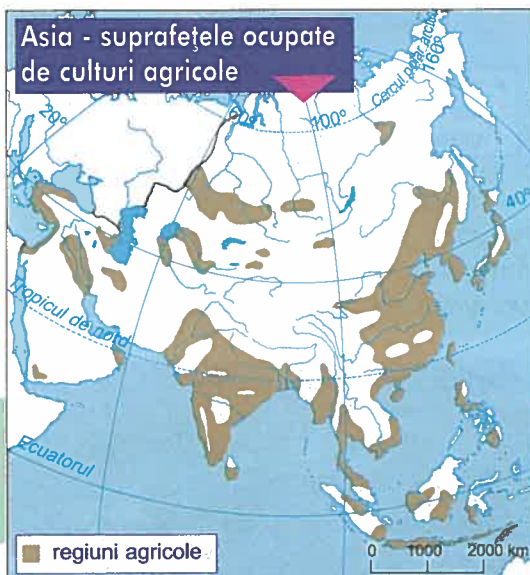 Asia - suprafețele ocupate
de culturi agricole
Cercul polar arctic
160°
20°
60°
100°
40°
Tropicul de nord
Ecuatorul
regiuni agricole
0 1000 2000 km